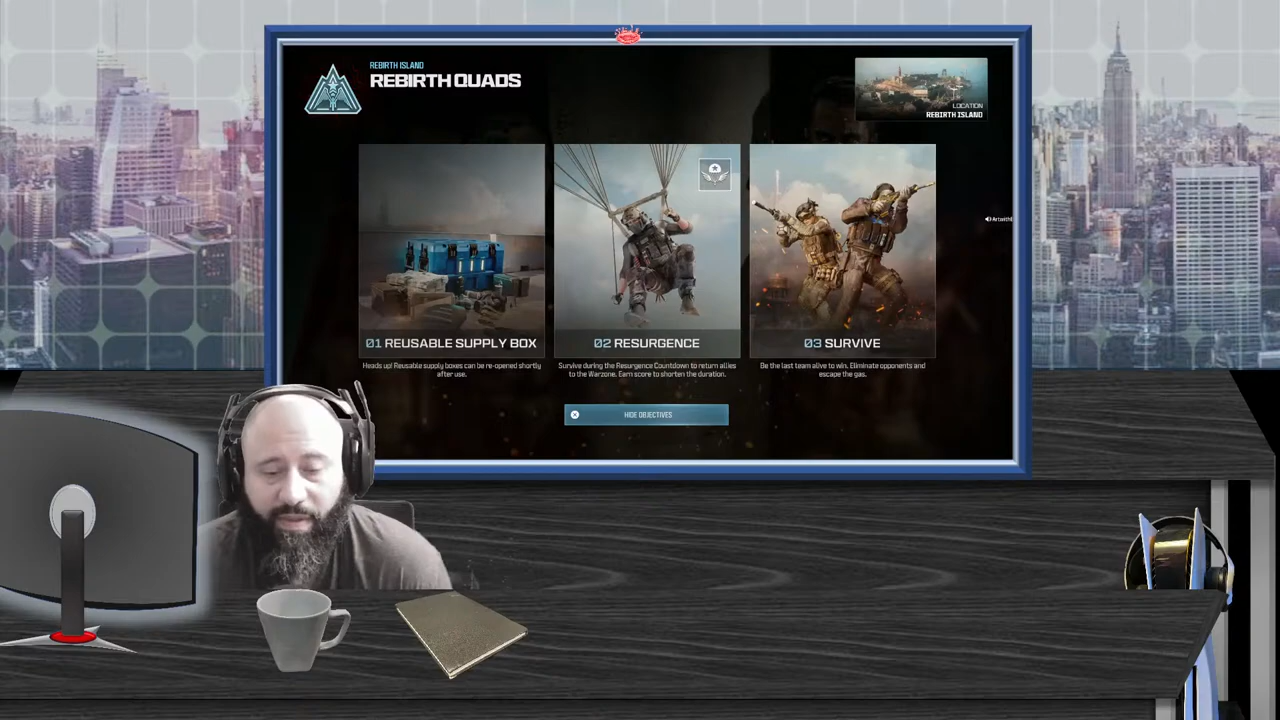 REBIRTH ISLAND
REBIRTH QUADS
LOCATION
REBIRTH ISLAND
01 REUSABLE SUPPLY BOX
02 RESURGENCE
03 SURVIVE
Heads up! Reusable supply boxes can be re-opened shortly
after use.
Survive during the Resurgence Countdown to return allies
to the Warzone. Earn score to shorten the duration.
Be the last team alive to win. Eliminate opponents and
escape the gas.
HIDE OBJECTIVES